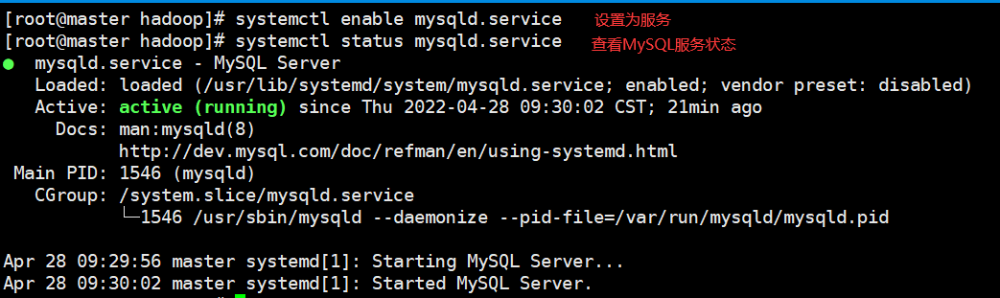 [root@master hadoop]# systemctl enable mysqld.service 设置为服务
[root@master hadoop]# systemctl status mysqld.service 查看MySQL服务状态
● mysqld.service - MySQL Server
Loaded: loaded (/usr/lib/systemd/system/mysqld.service; enabled; vendor preset: disabled)
Active: active (running) since Thu 2022-04-28 09:30:02 CST; 21min ago
Docs: man:mysqld(8)
http://dev.mysql.com/doc/refman/en/using-systemd.html
Main PID: 1546 (mysqld)
CGroup: /system.slice/mysqld.service
└─1546 /usr/sbin/mysqld --daemonize --pid-file=/var/run/mysqld/mysqld.pid
Apr 28 09:29:56 master systemd[1]: Starting MySQL Server...
Apr 28 09:30:02 master systemd[1]: Started MySQL Server.